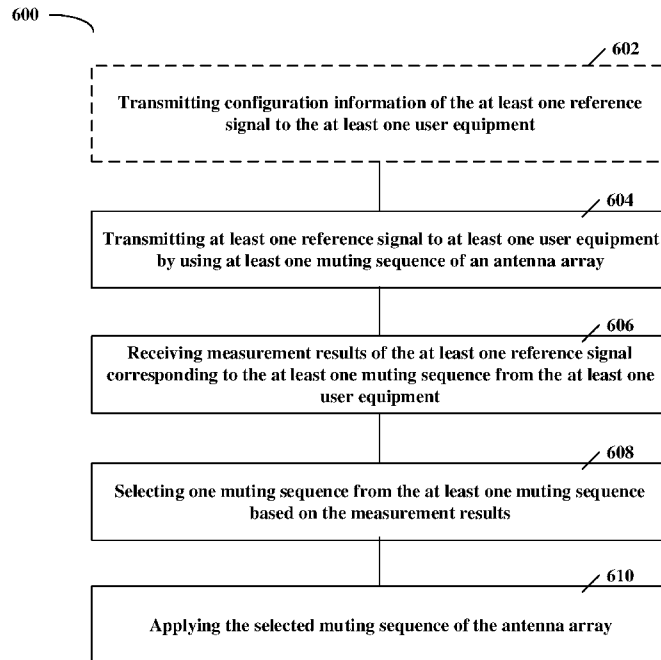 600
602
Transmitting configuration information of the at least one reference
signal to the at least one user equipment
604
Transmitting at least one reference signal to at least one user equipment
by using at least one muting sequence of an antenna array
606
Receiving measurement results of the at least one reference signal
corresponding to the at least one muting sequence from the at least one
user equipment
608
Selecting one muting sequence from the at least one muting sequence
based on the measurement results
610
Applying the selected muting sequence of the antenna array